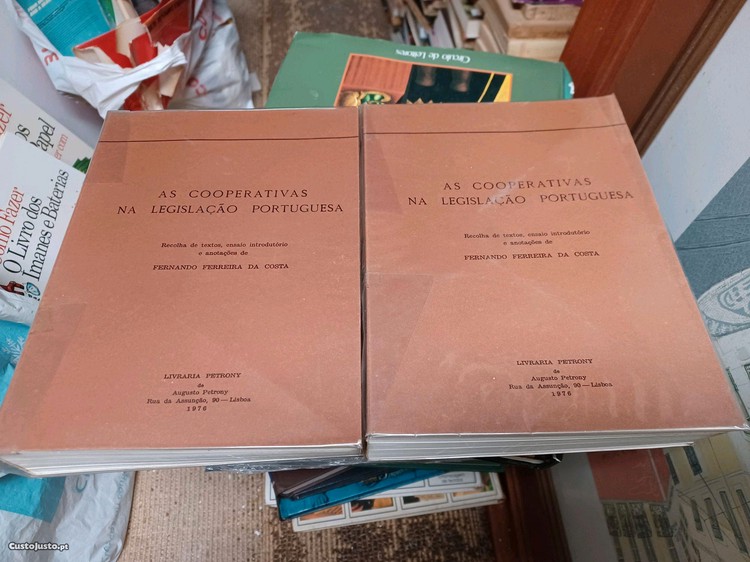 Círculo de Leitores
AS COOPERATIVAS
NA LEGISLAÇÃO PORTUGUESA
Recolha de textos, ensaio introdutório
e anotações de
FERNANDO FERREIRA DA COSTA
LIVRARIA PETRONY
de
Augusto Petrony
Rua da Assunção, 90 — Lisboa
1976
AS COOPERATIVAS
NA LEGISLAÇÃO PORTUGUESA
Recolha de textos, ensaio introdutório
e anotações de
FERNANDO FERREIRA DA COSTA
LIVRARIA PETRONY
de
Augusto Petrony
Rua da Assunção, 90 — Lisboa
1976
Fazer
O Livro dos
Imanes e Baterias
CustoJusto.pt